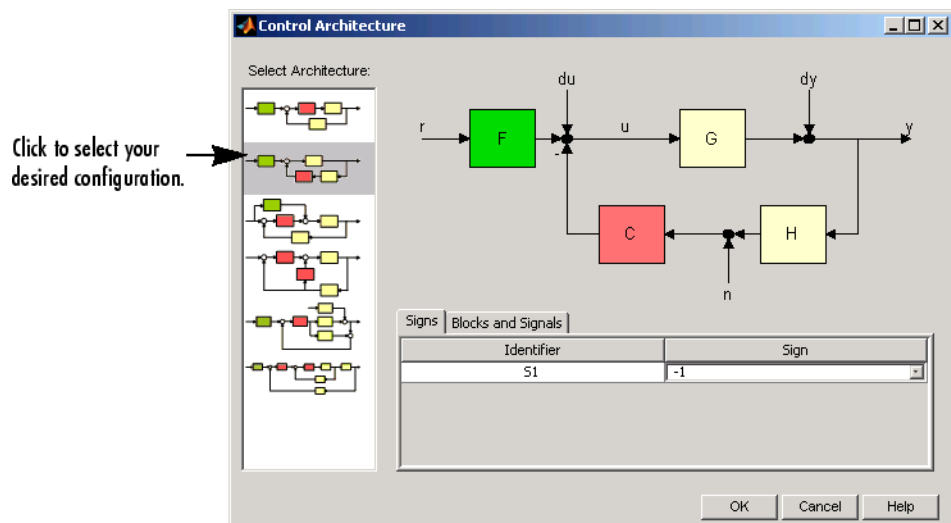 Control Architecture
Select Architecture:
Click to select your
desired configuration.
du
dy
r
F
u
G
y
-
C
H
n
Signs
Blocks and Signals
Identifier
Sign
S1
-1
OK
Cancel
Help